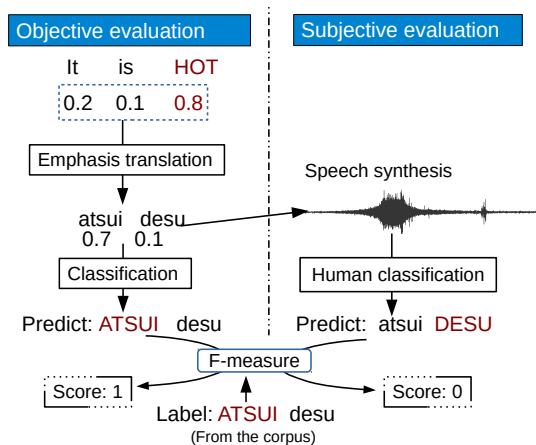 Objective evaluation
Subjective evaluation
It is HOT
0.2 0.1 0.8
Emphasis translation
Speech synthesis
atsui desu
0.7 0.1
Classification
Human classification
Predict: ATSUI desu
Predict: atsui DESU
F-measure
Score: 1
Score: 0
Label: ATSUI desu
(From the corpus)